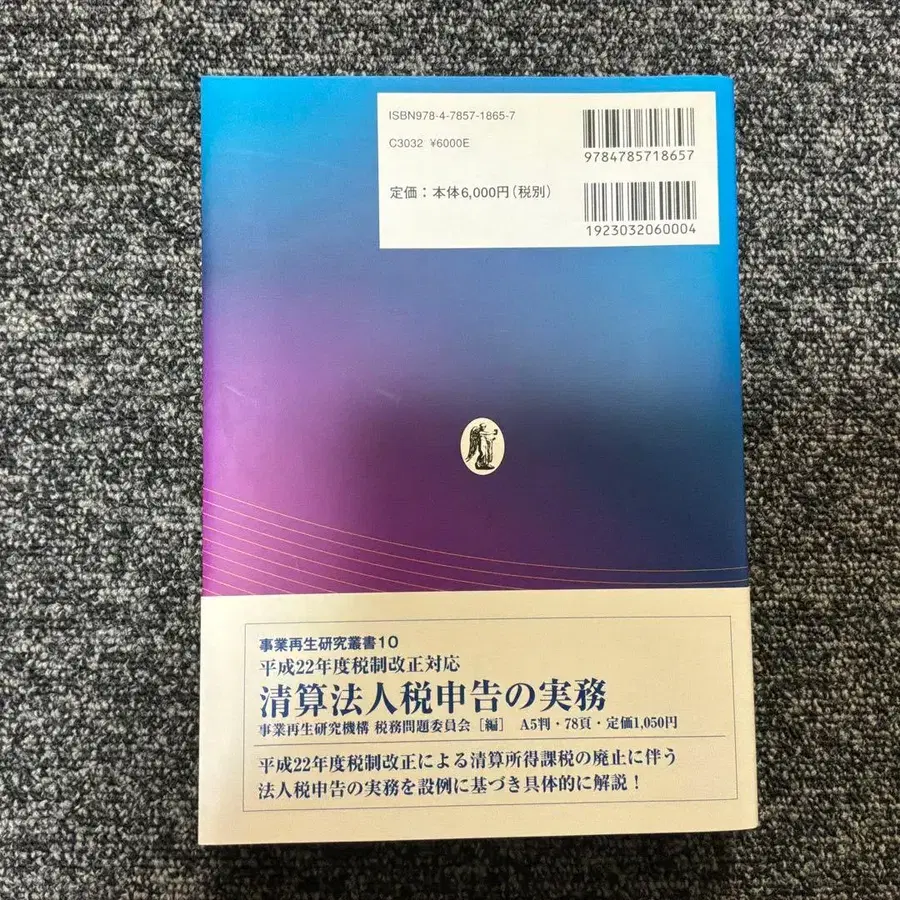 ISBN978-4-7857-1865-7
C3032 ¥6000E
定価：本体6,000円（税別）
9784785718657
1923032060004
事業再生研究叢書10
平成22年度税制改正対応
清算法人税申告の実務
事業再生研究機構 税務問題委員会［編］ A5判・78頁・定価1,050円
平成22年度税制改正による清算所得課税の廃止に伴う
法人税申告の実務を設例に基づき具体的に解説！